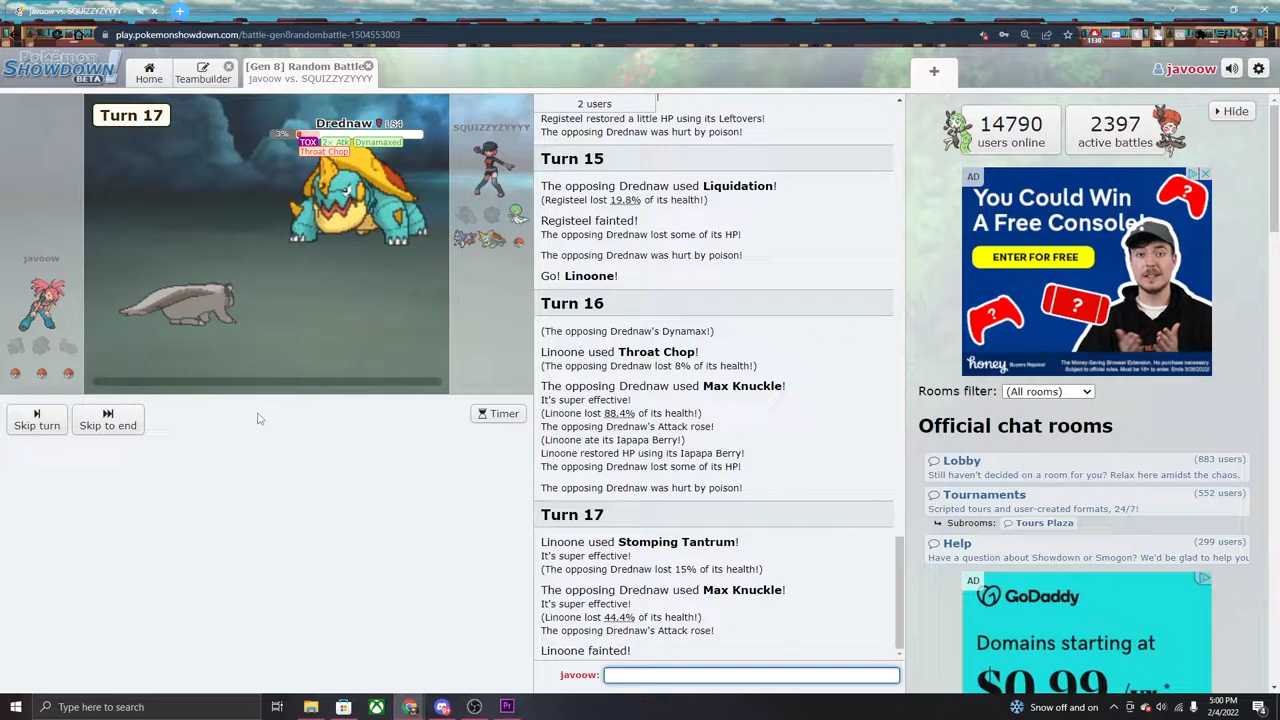 javoow vs. SQUIZZYZYYYY
play.pokemonshowdown.com/battle-gen8randombattle-1504553003
1130
Pokémon
SHOWDOWN
BETA
Home
Teambuilder
[Gen 8] Random Battle
javoow vs. SQUIZZYZYYYY
+
javoow
Turn 17
Drednaw L84
3%
TOX 2× Atk Dynamaxed
Throat Chop
SQUIZZYZYYYY
javoow
Skip turn
Skip to end
Timer
2 users
Registeel restored a little HP using its Leftovers!
The opposing Drednaw was hurt by poison!
Turn 15
The opposing Drednaw used Liquidation!
(Registeel lost 19.8% of its health!)
Registeel fainted!
The opposing Drednaw lost some of its HP!
The opposing Drednaw was hurt by poison!
Go! Linoone!
Turn 16
(The opposing Drednaw's Dynamax!)
Linoone used Throat Chop!
(The opposing Drednaw lost 8% of its health!)
The opposing Drednaw used Max Knuckle!
It's super effective!
(Linoone lost 88.4% of its health!)
The opposing Drednaw's Attack rose!
(Linoone ate its Iapapa Berry!)
Linoone restored HP using its Iapapa Berry!
The opposing Drednaw lost some of its HP!
The opposing Drednaw was hurt by poison!
Turn 17
Linoone used Stomping Tantrum!
It's super effective!
(The opposing Drednaw lost 15% of its health!)
The opposing Drednaw used Max Knuckle!
It's super effective!
(Linoone lost 44.4% of its health!)
The opposing Drednaw's Attack rose!
Linoone fainted!
javoow:
14790
users online
2397
active battles
Hide
AD
You Could Win
A Free Console!
ENTER FOR FREE
honey
Buyers Rejoice!
Rooms filter: (All rooms)
Official chat rooms
Lobby (883 users)
Still haven't decided on a room for you? Relax here amidst the chaos.
Tournaments (552 users)
Scripted tours and user-created formats, 24/7!
Subrooms: Tours Plaza
Help (299 users)
Have a question about Showdown or Smogon? We'd be glad to help you
AD
GoDaddy
Domains starting at
$0.99 /yr *
Type here to search
Snow off and on
5:00 PM
2/4/2022